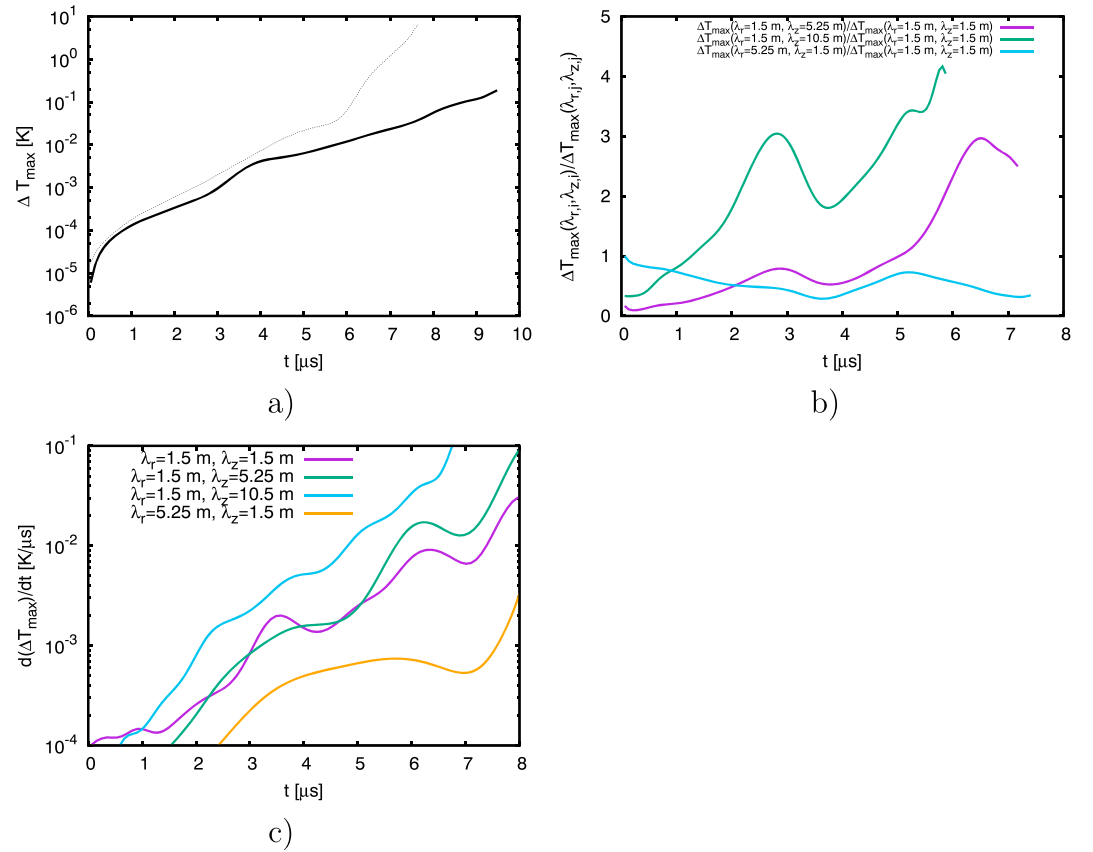 10^1
10^0
10^-1
10^-2
10^-3
10^-4
10^-5
10^-6
Δ T_max [K]
0 1 2 3 4 5 6 7 8 9 10
t [μs]
a)
ΔT_max(λ_r=1.5 m, λ_z=5.25 m)/ΔT_max(λ_r=1.5 m, λ_z=1.5 m)
ΔT_max(λ_r=1.5 m, λ_z=10.5 m)/ΔT_max(λ_r=1.5 m, λ_z=1.5 m)
ΔT_max(λ_r=5.25 m, λ_z=1.5 m)/ΔT_max(λ_r=1.5 m, λ_z=1.5 m)
5
4
3
2
1
0
ΔT_max(λ_r,i,λ_z,i)/ΔT_max(λ_r,j,λ_z,j)
0 1 2 3 4 5 6 7 8
t [μs]
b)
λ_r=1.5 m, λ_z=1.5 m
λ_r=1.5 m, λ_z=5.25 m
λ_r=1.5 m, λ_z=10.5 m
λ_r=5.25 m, λ_z=1.5 m
10^-1
10^-2
10^-3
10^-4
d(ΔT_max)/dt [K/μs]
0 1 2 3 4 5 6 7 8
t [μs]
c)